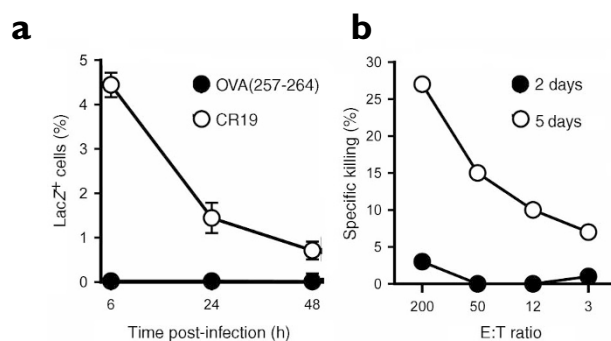 a
5
4
3
2
1
0
LacZ+ cells (%)
OVA(257-264)
CR19
6
24
48
Time post-infection (h)
b
30
25
20
15
10
5
0
Specific killing (%)
2 days
5 days
200
50
12
3
E:T ratio